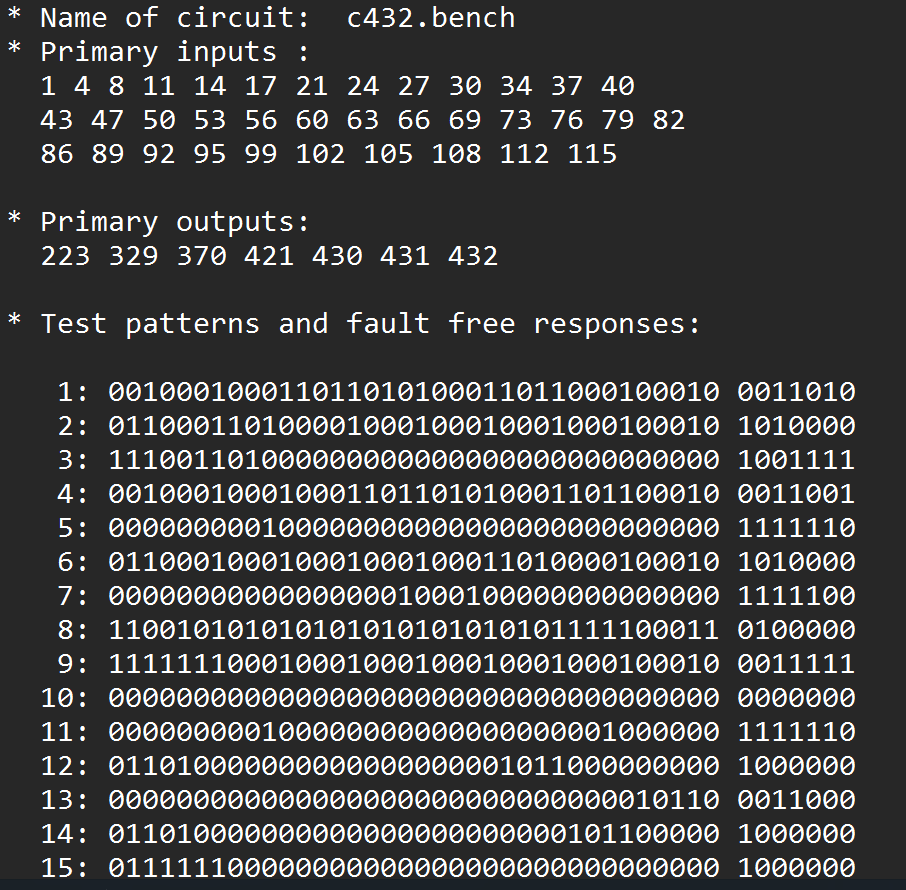 * Name of circuit: c432.bench
* Primary inputs :
1 4 8 11 14 17 21 24 27 30 34 37 40
43 47 50 53 56 60 63 66 69 73 76 79 82
86 89 92 95 99 102 105 108 112 115
* Primary outputs:
223 329 370 421 430 431 432
* Test patterns and fault free responses:
1: 001000100011011010100011011000100010 0011010
2: 011000110100001000100010001000100010 1010000
3: 111001101000000000000000000000000000 1001111
4: 001000100010001101101010001101100010 0011001
5: 000000000100000000000000000000000000 1111110
6: 011000100010001000100011010000100010 1010000
7: 000000000000000001000100000000000000 1111100
8: 110010101010101010101010101111100011 0100000
9: 111111100010001000100010001000100010 0011111
10: 000000000000000000000000000000000000 0000000
11: 000000000100000000000000000001000000 1111110
12: 011010000000000000000001011000000000 1000000
13: 000000000000000000000000000000010110 0011000
14: 011010000000000000000000000101100000 1000000
15: 011111100000000000000000000000000000 1000000